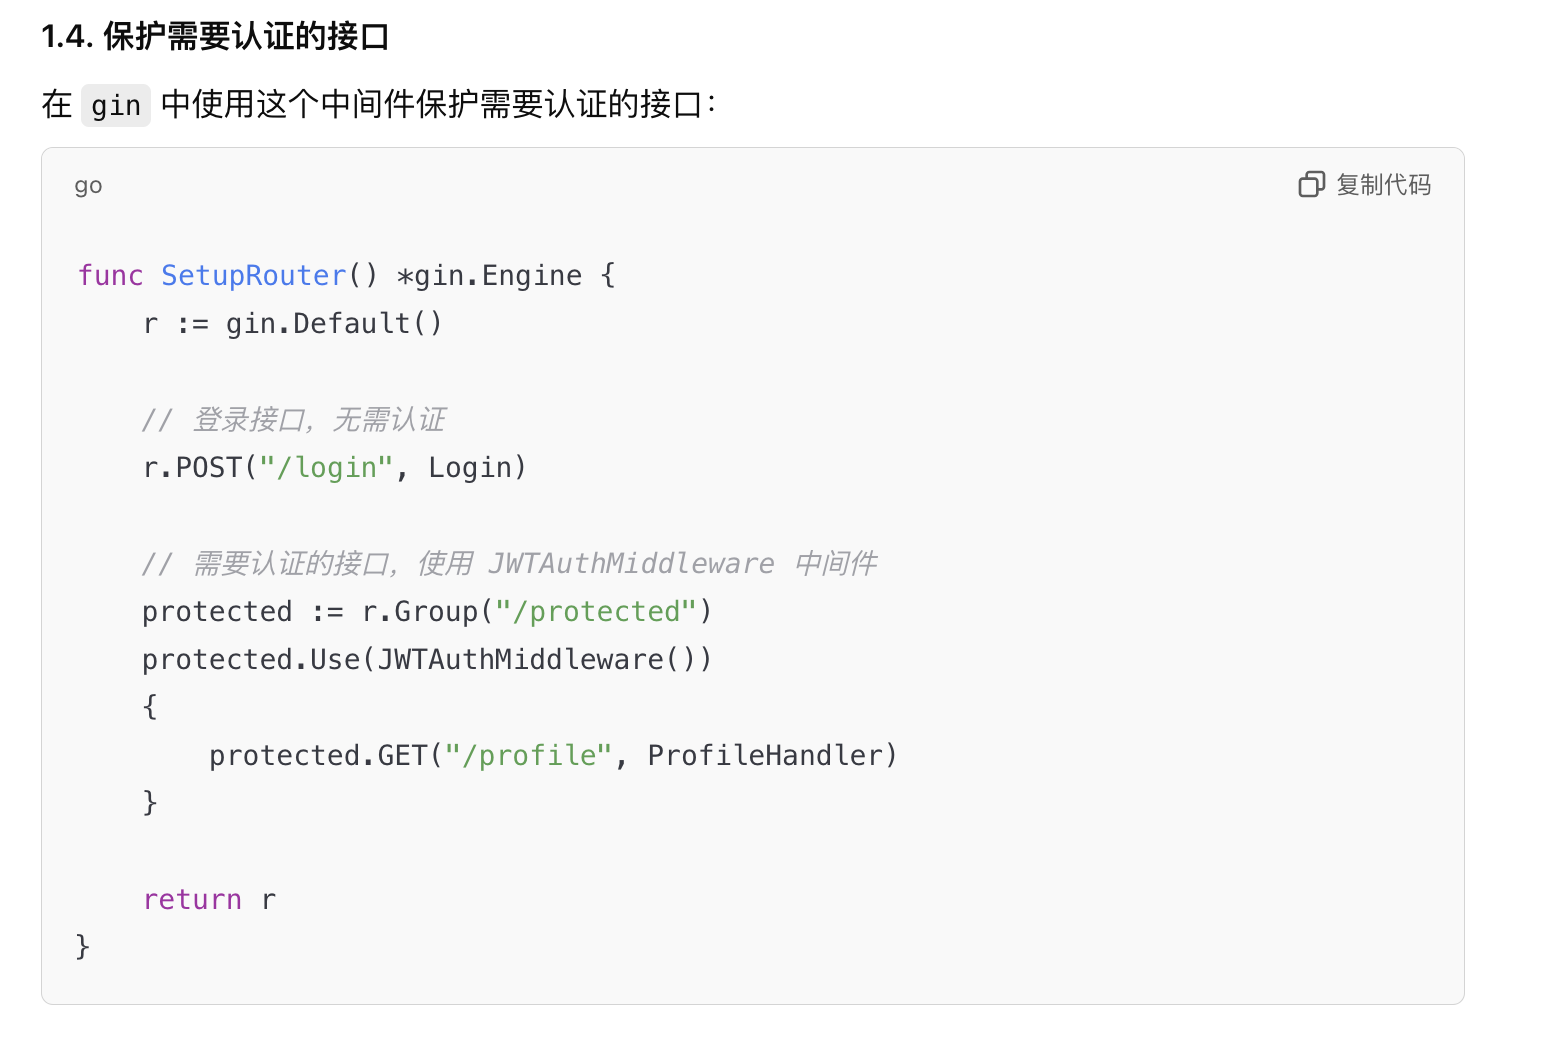 1.4. 保护需要认证的接口
在 gin 中使用这个中间件保护需要认证的接口：
go
复制代码
func SetupRouter() *gin.Engine {
    r := gin.Default()
    // 登录接口，无需认证
    r.POST("/login", Login)
    // 需要认证的接口，使用 JWTAuthMiddleware 中间件
    protected := r.Group("/protected")
    protected.Use(JWTAuthMiddleware())
    {
        protected.GET("/profile", ProfileHandler)
    }
    return r
}